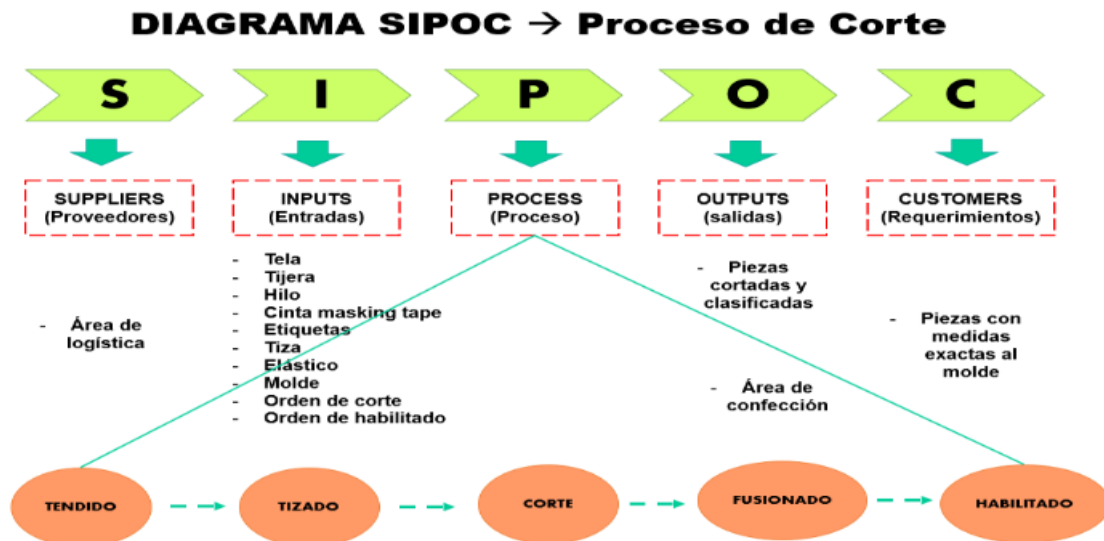 DIAGRAMA SIPOC → Proceso de Corte
S
I
P
O
C
SUPPLIERS
(Proveedores)
INPUTS
(Entradas)
PROCESS
(Proceso)
OUTPUTS
(salidas)
CUSTOMERS
(Requerimientos)
- Área de
logística
- Tela
- Tijera
- Hilo
- Cinta masking tape
- Etiquetas
- Tiza
- Elástico
- Molde
- Orden de corte
- Orden de habilitado
- Piezas
cortadas y
clasificadas
- Área de
confección
- Piezas con
medidas
exactas al
molde
TENDIDO
TIZADO
CORTE
FUSIONADO
HABILITADO